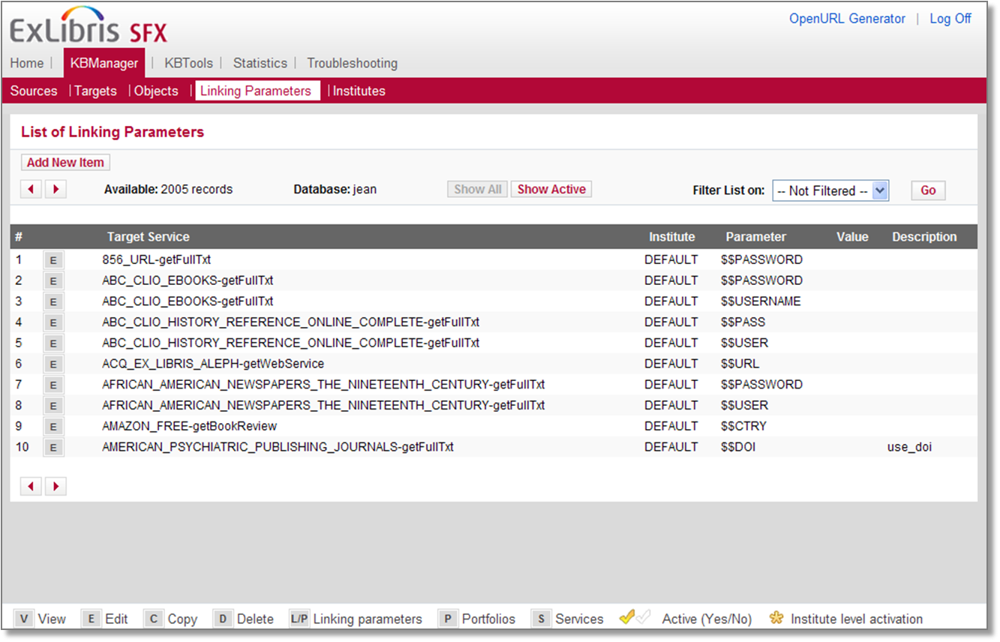 OpenURL Generator | Log Off
ExLibris SFX
Home | KBManager | KBTools | Statistics | Troubleshooting
Sources | Targets | Objects | Linking Parameters | Institutes
List of Linking Parameters
Add New Item
Available: 2005 records Database: jean Show All Show Active Filter List on: -- Not Filtered -- Go
# Target Service Institute Parameter Value Description
1 E 856_URL-getFullTxt DEFAULT $$PASSWORD
2 E ABC_CLIO_EBOOKS-getFullTxt DEFAULT $$PASSWORD
3 E ABC_CLIO_EBOOKS-getFullTxt DEFAULT $$USERNAME
4 E ABC_CLIO_HISTORY_REFERENCE_ONLINE_COMPLETE-getFullTxt DEFAULT $$PASS
5 E ABC_CLIO_HISTORY_REFERENCE_ONLINE_COMPLETE-getFullTxt DEFAULT $$USER
6 E ACQ_EX_LIBRIS_ALEPH-getWebService DEFAULT $$URL
7 E AFRICAN_AMERICAN_NEWSPAPERS_THE_NINETEENTH_CENTURY-getFullTxt DEFAULT $$PASSWORD
8 E AFRICAN_AMERICAN_NEWSPAPERS_THE_NINETEENTH_CENTURY-getFullTxt DEFAULT $$USER
9 E AMAZON_FREE-getBookReview DEFAULT $$CTRY
10 E AMERICAN_PSYCHIATRIC_PUBLISHING_JOURNALS-getFullTxt DEFAULT $$DOI use_doi
V View E Edit C Copy D Delete L/P Linking parameters P Portfolios S Services Active (Yes/No) Institute level activation